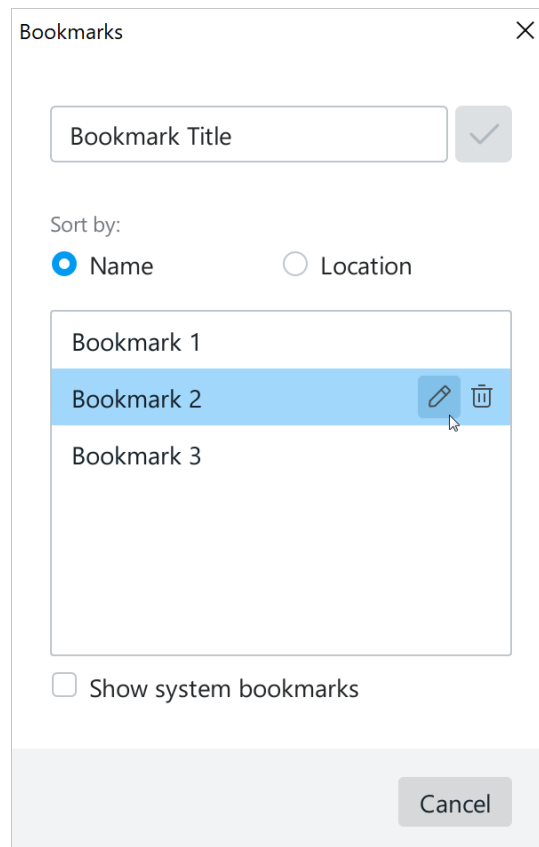 Bookmarks
Bookmark Title
Sort by:
Name Location
Bookmark 1
Bookmark 2
Bookmark 3
Show system bookmarks
Cancel